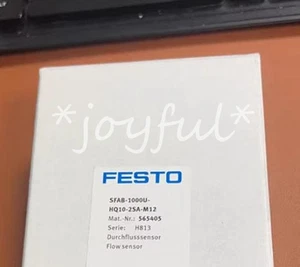 *joyful*
FESTO
SFAB-1000U-
HQ10-2SA-M12
Mat.-Nr.: 565405
Serie: H813
Durchflusssensor
Flow sensor